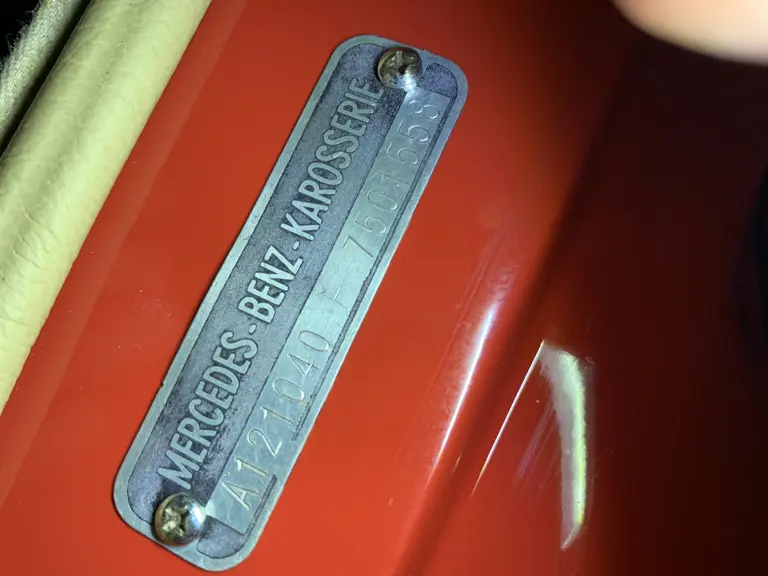 MERCEDES-BENZ-KAROSSERIE
A121040 - 7501558